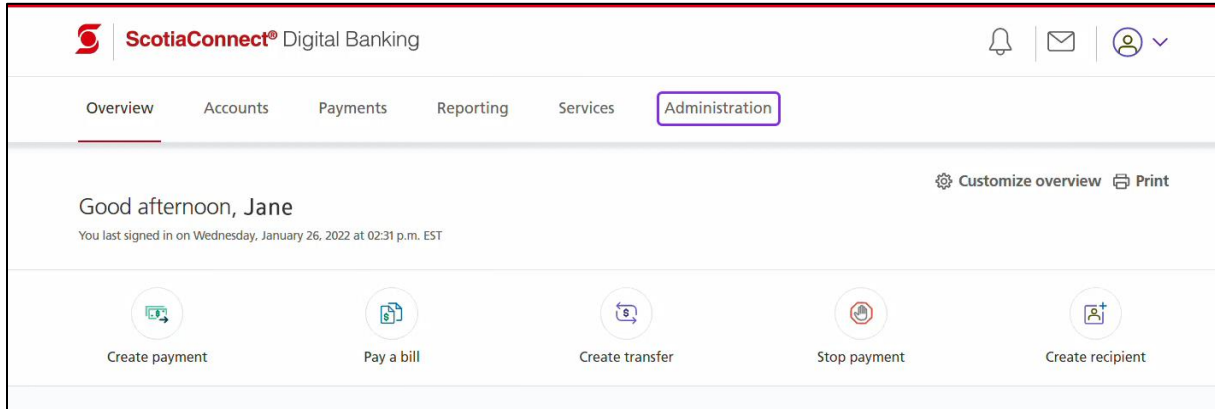 ScotiaConnect® Digital Banking
Overview Accounts Payments Reporting Services Administration
Customize overview Print
Good afternoon, Jane
You last signed in on Wednesday, January 26, 2022 at 02:31 p.m. EST
Create payment Pay a bill Create transfer Stop payment Create recipient